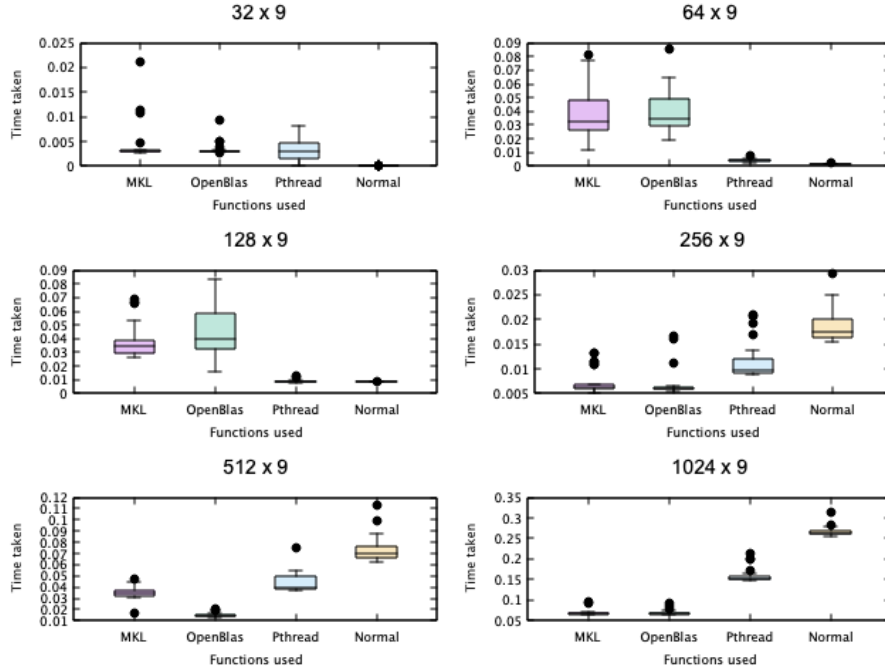 32 x 9
0.025
0.02
0.015
0.01
0.005
0
Time taken
MKL OpenBlas Pthread Normal
Functions used
64 x 9
0.09
0.08
0.07
0.06
0.05
0.04
0.03
0.02
0.01
0
Time taken
MKL OpenBlas Pthread Normal
Functions used
128 x 9
0.09
0.08
0.07
0.06
0.05
0.04
0.03
0.02
0.01
0
Time taken
MKL OpenBlas Pthread Normal
Functions used
256 x 9
0.03
0.025
0.02
0.015
0.01
0.005
Time taken
MKL OpenBlas Pthread Normal
Functions used
512 x 9
0.12
0.11
0.1
0.09
0.08
0.07
0.06
0.05
0.04
0.03
0.02
0.01
Time taken
MKL OpenBlas Pthread Normal
Functions used
1024 x 9
0.35
0.3
0.25
0.2
0.15
0.1
0.05
Time taken
MKL OpenBlas Pthread Normal
Functions used